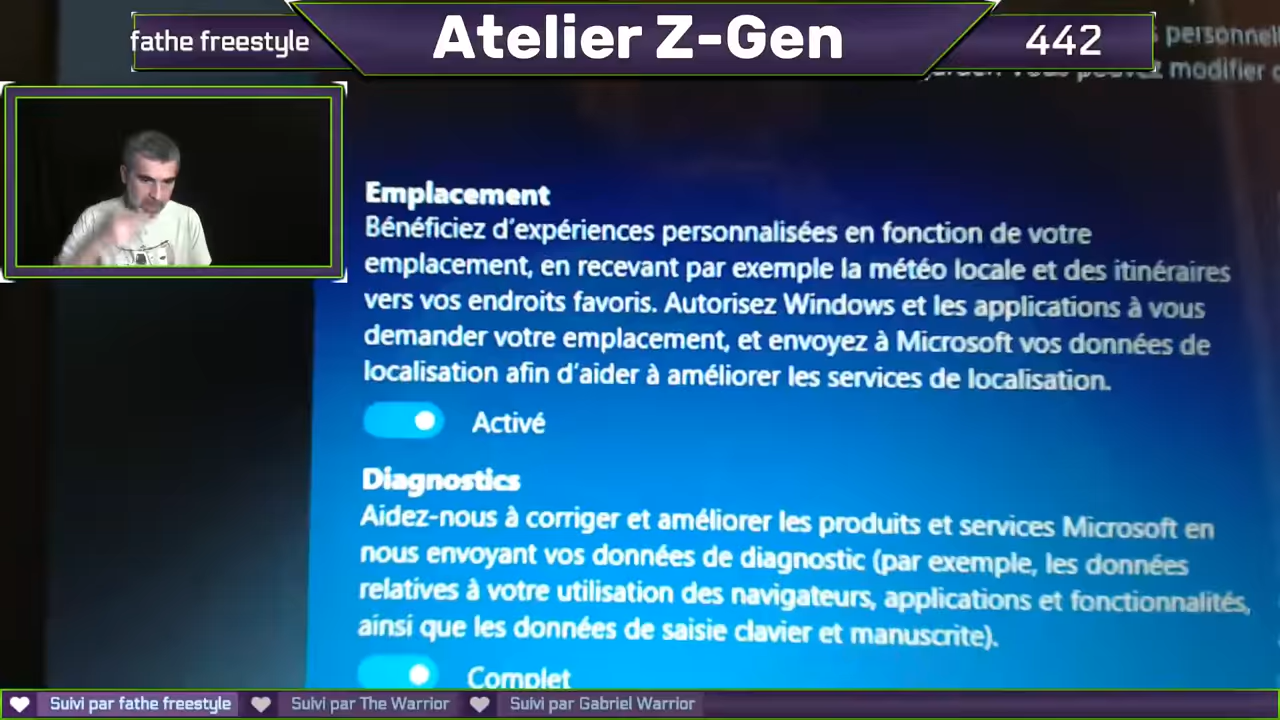 fathe freestyle
Atelier Z-Gen
442
personnell
modifier
Emplacement
Bénéficiez d'expériences personnalisées en fonction de votre
emplacement, en recevant par exemple la météo locale et des itinéraires
vers vos endroits favoris. Autorisez Windows et les applications à vous
demander votre emplacement, et envoyez à Microsoft vos données de
localisation afin d'aider à améliorer les services de localisation.
Activé
Diagnostics
Aidez-nous à corriger et améliorer les produits et services Microsoft en
nous envoyant vos données de diagnostic (par exemple, les données
relatives à votre utilisation des navigateurs, applications et fonctionnalités,
ainsi que les données de saisie clavier et manuscrite).
Complet
Suivi par fathe freestyle
Suivi par The Warrior
Suivi par Gabriel Warrior